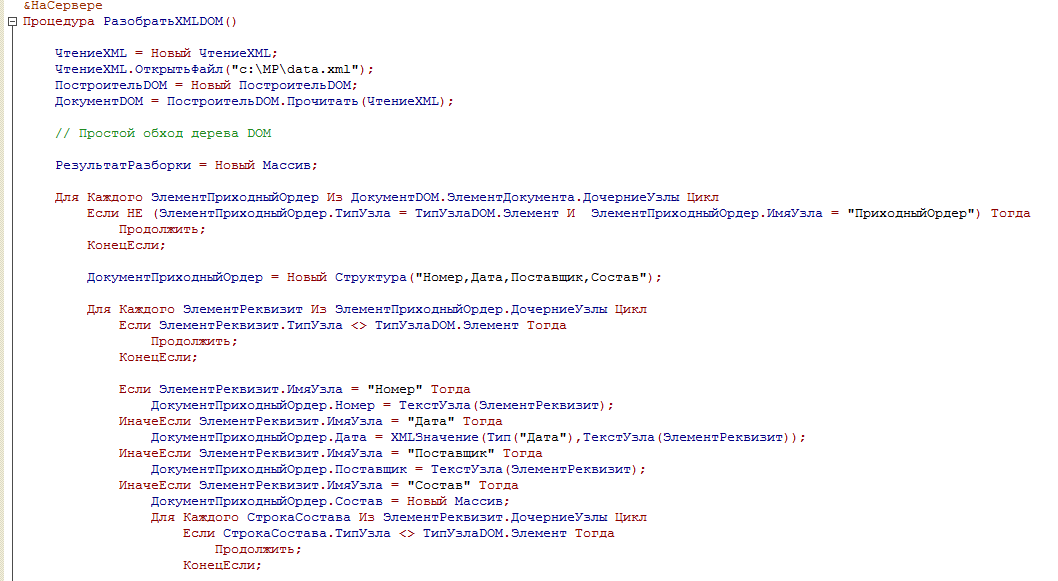 &НаСервере
Процедура РазобратьXMLDOM()
ЧтениеXML = Новый ЧтениеXML;
ЧтениеXML.ОткрытьФайл("c:\MP\data.xml");
ПостроительDOM = Новый ПостроительDOM;
ДокументDOM = ПостроительDOM.Прочитать(ЧтениеXML);
// Простой обход дерева DOM
РезультатРазборки = Новый Массив;
Для Каждого ЭлементПриходныйОрдер Из ДокументDOM.ЭлементДокумента.ДочерниеУзлы Цикл
Если НЕ (ЭлементПриходныйОрдер.ТипУзла = ТипУзлаDOM.Элемент И  ЭлементПриходныйОрдер.ИмяУзла = "ПриходныйОрдер") Тогда
Продолжить;
КонецЕсли;
ДокументПриходныйОрдер = Новый Структура("Номер,Дата,Поставщик,Состав");
Для Каждого ЭлементРеквизит Из ЭлементПриходныйОрдер.ДочерниеУзлы Цикл
Если ЭлементРеквизит.ТипУзла <> ТипУзлаDOM.Элемент Тогда
Продолжить;
КонецЕсли;
Если ЭлементРеквизит.ИмяУзла = "Номер" Тогда
ДокументПриходныйОрдер.Номер = ТекстУзла(ЭлементРеквизит);
ИначеЕсли ЭлементРеквизит.ИмяУзла = "Дата" Тогда
ДокументПриходныйОрдер.Дата = XMLЗначение(Тип("Дата"),ТекстУзла(ЭлементРеквизит));
ИначеЕсли ЭлементРеквизит.ИмяУзла = "Поставщик" Тогда
ДокументПриходныйОрдер.Поставщик = ТекстУзла(ЭлементРеквизит);
ИначеЕсли ЭлементРеквизит.ИмяУзла = "Состав" Тогда
ДокументПриходныйОрдер.Состав = Новый Массив;
Для Каждого СтрокаСостава Из ЭлементРеквизит.ДочерниеУзлы Цикл
Если СтрокаСостава.ТипУзла <> ТипУзлаDOM.Элемент Тогда
Продолжить;
КонецЕсли;